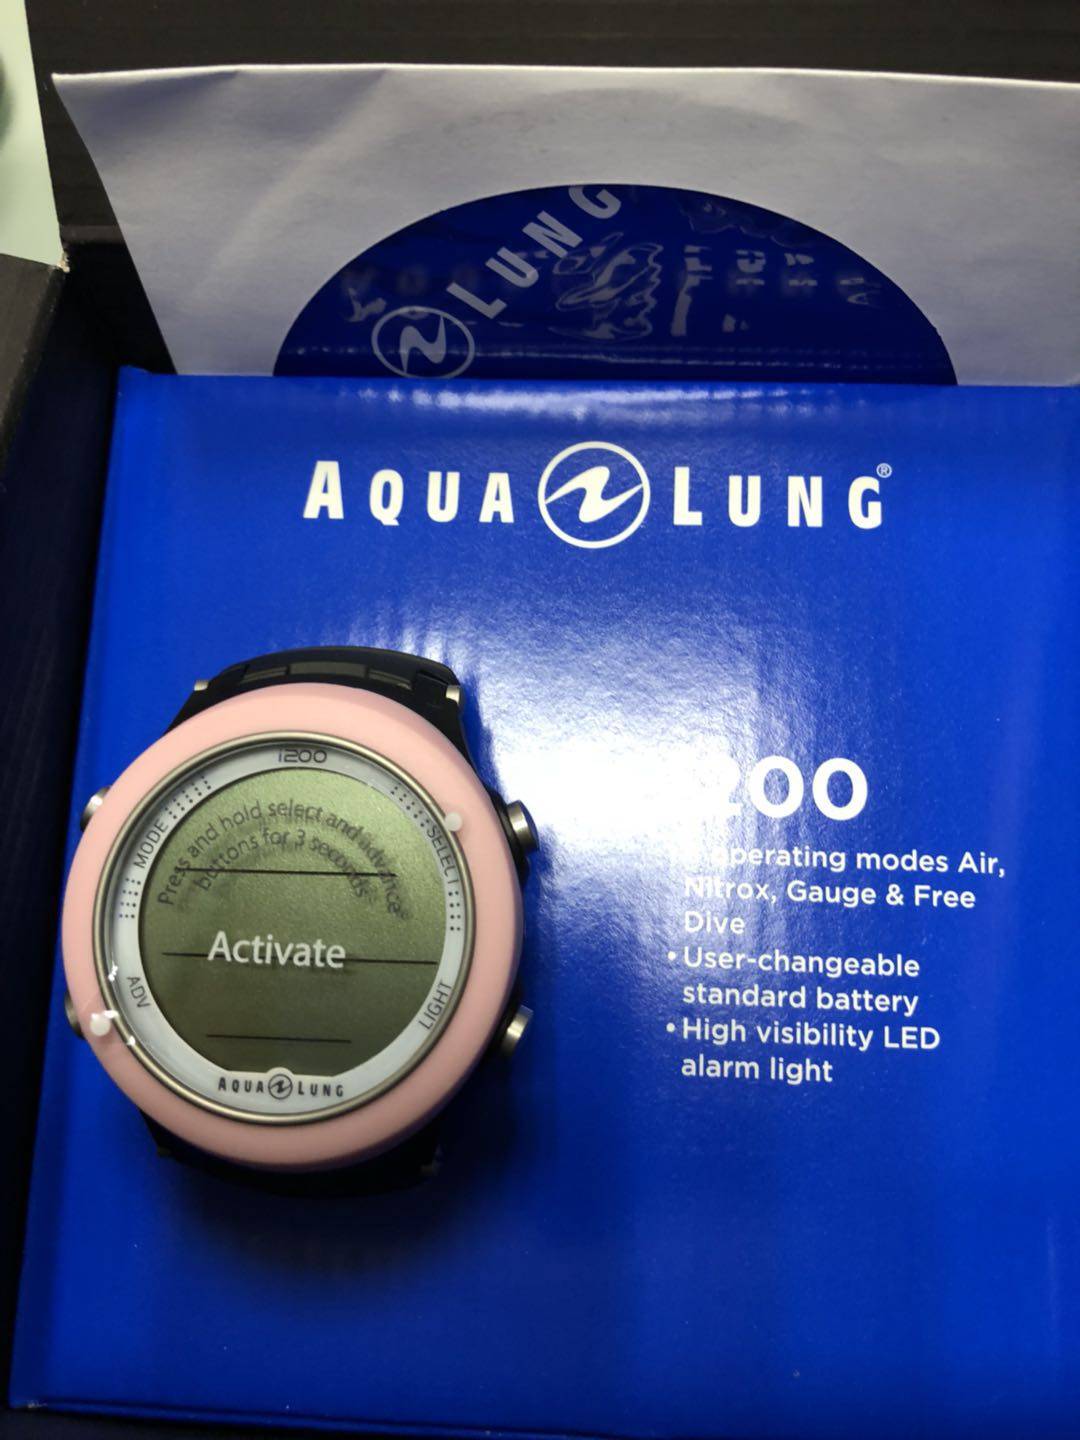 LUNG
AQUA LUNG®
200
operating modes Air,
Nitrox, Gauge & Free
Dive
• User-changeable
standard battery
• High visibility LED
alarm light
i200
MODE
SELECT
Press and hold select and advance
buttons for 3 seconds
Activate
ADV
LIGHT
AQUA LUNG